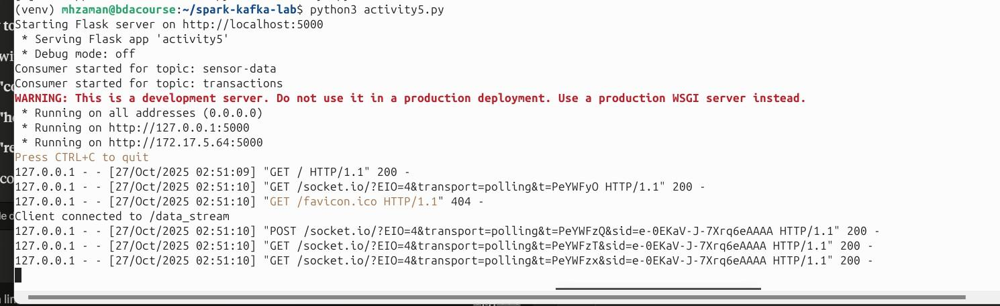 (venv) mhzaman@bdacourse:~/spark-kafka-lab$ python3 activity5.py
Starting Flask server on http://localhost:5000
 * Serving Flask app 'activity5'
 * Debug mode: off
Consumer started for topic: sensor-data
Consumer started for topic: transactions
WARNING: This is a development server. Do not use it in a production deployment. Use a production WSGI server instead.
 * Running on all addresses (0.0.0.0)
 * Running on http://127.0.0.1:5000
 * Running on http://172.17.5.64:5000
Press CTRL+C to quit
127.0.0.1 - - [27/Oct/2025 02:51:09] "GET / HTTP/1.1" 200 -
127.0.0.1 - - [27/Oct/2025 02:51:10] "GET /socket.io/?EIO=4&transport=polling&t=PeYWFyO HTTP/1.1" 200 -
127.0.0.1 - - [27/Oct/2025 02:51:10] "GET /favicon.ico HTTP/1.1" 404 -
Client connected to /data_stream
127.0.0.1 - - [27/Oct/2025 02:51:10] "POST /socket.io/?EIO=4&transport=polling&t=PeYWFzQ&sid=e-0EKaV-J-7Xrq6eAAAA HTTP/1.1" 200 -
127.0.0.1 - - [27/Oct/2025 02:51:10] "GET /socket.io/?EIO=4&transport=polling&t=PeYWFzT&sid=e-0EKaV-J-7Xrq6eAAAA HTTP/1.1" 200 -
127.0.0.1 - - [27/Oct/2025 02:51:10] "GET /socket.io/?EIO=4&transport=polling&t=PeYWFzx&sid=e-0EKaV-J-7Xrq6eAAAA HTTP/1.1" 200 -